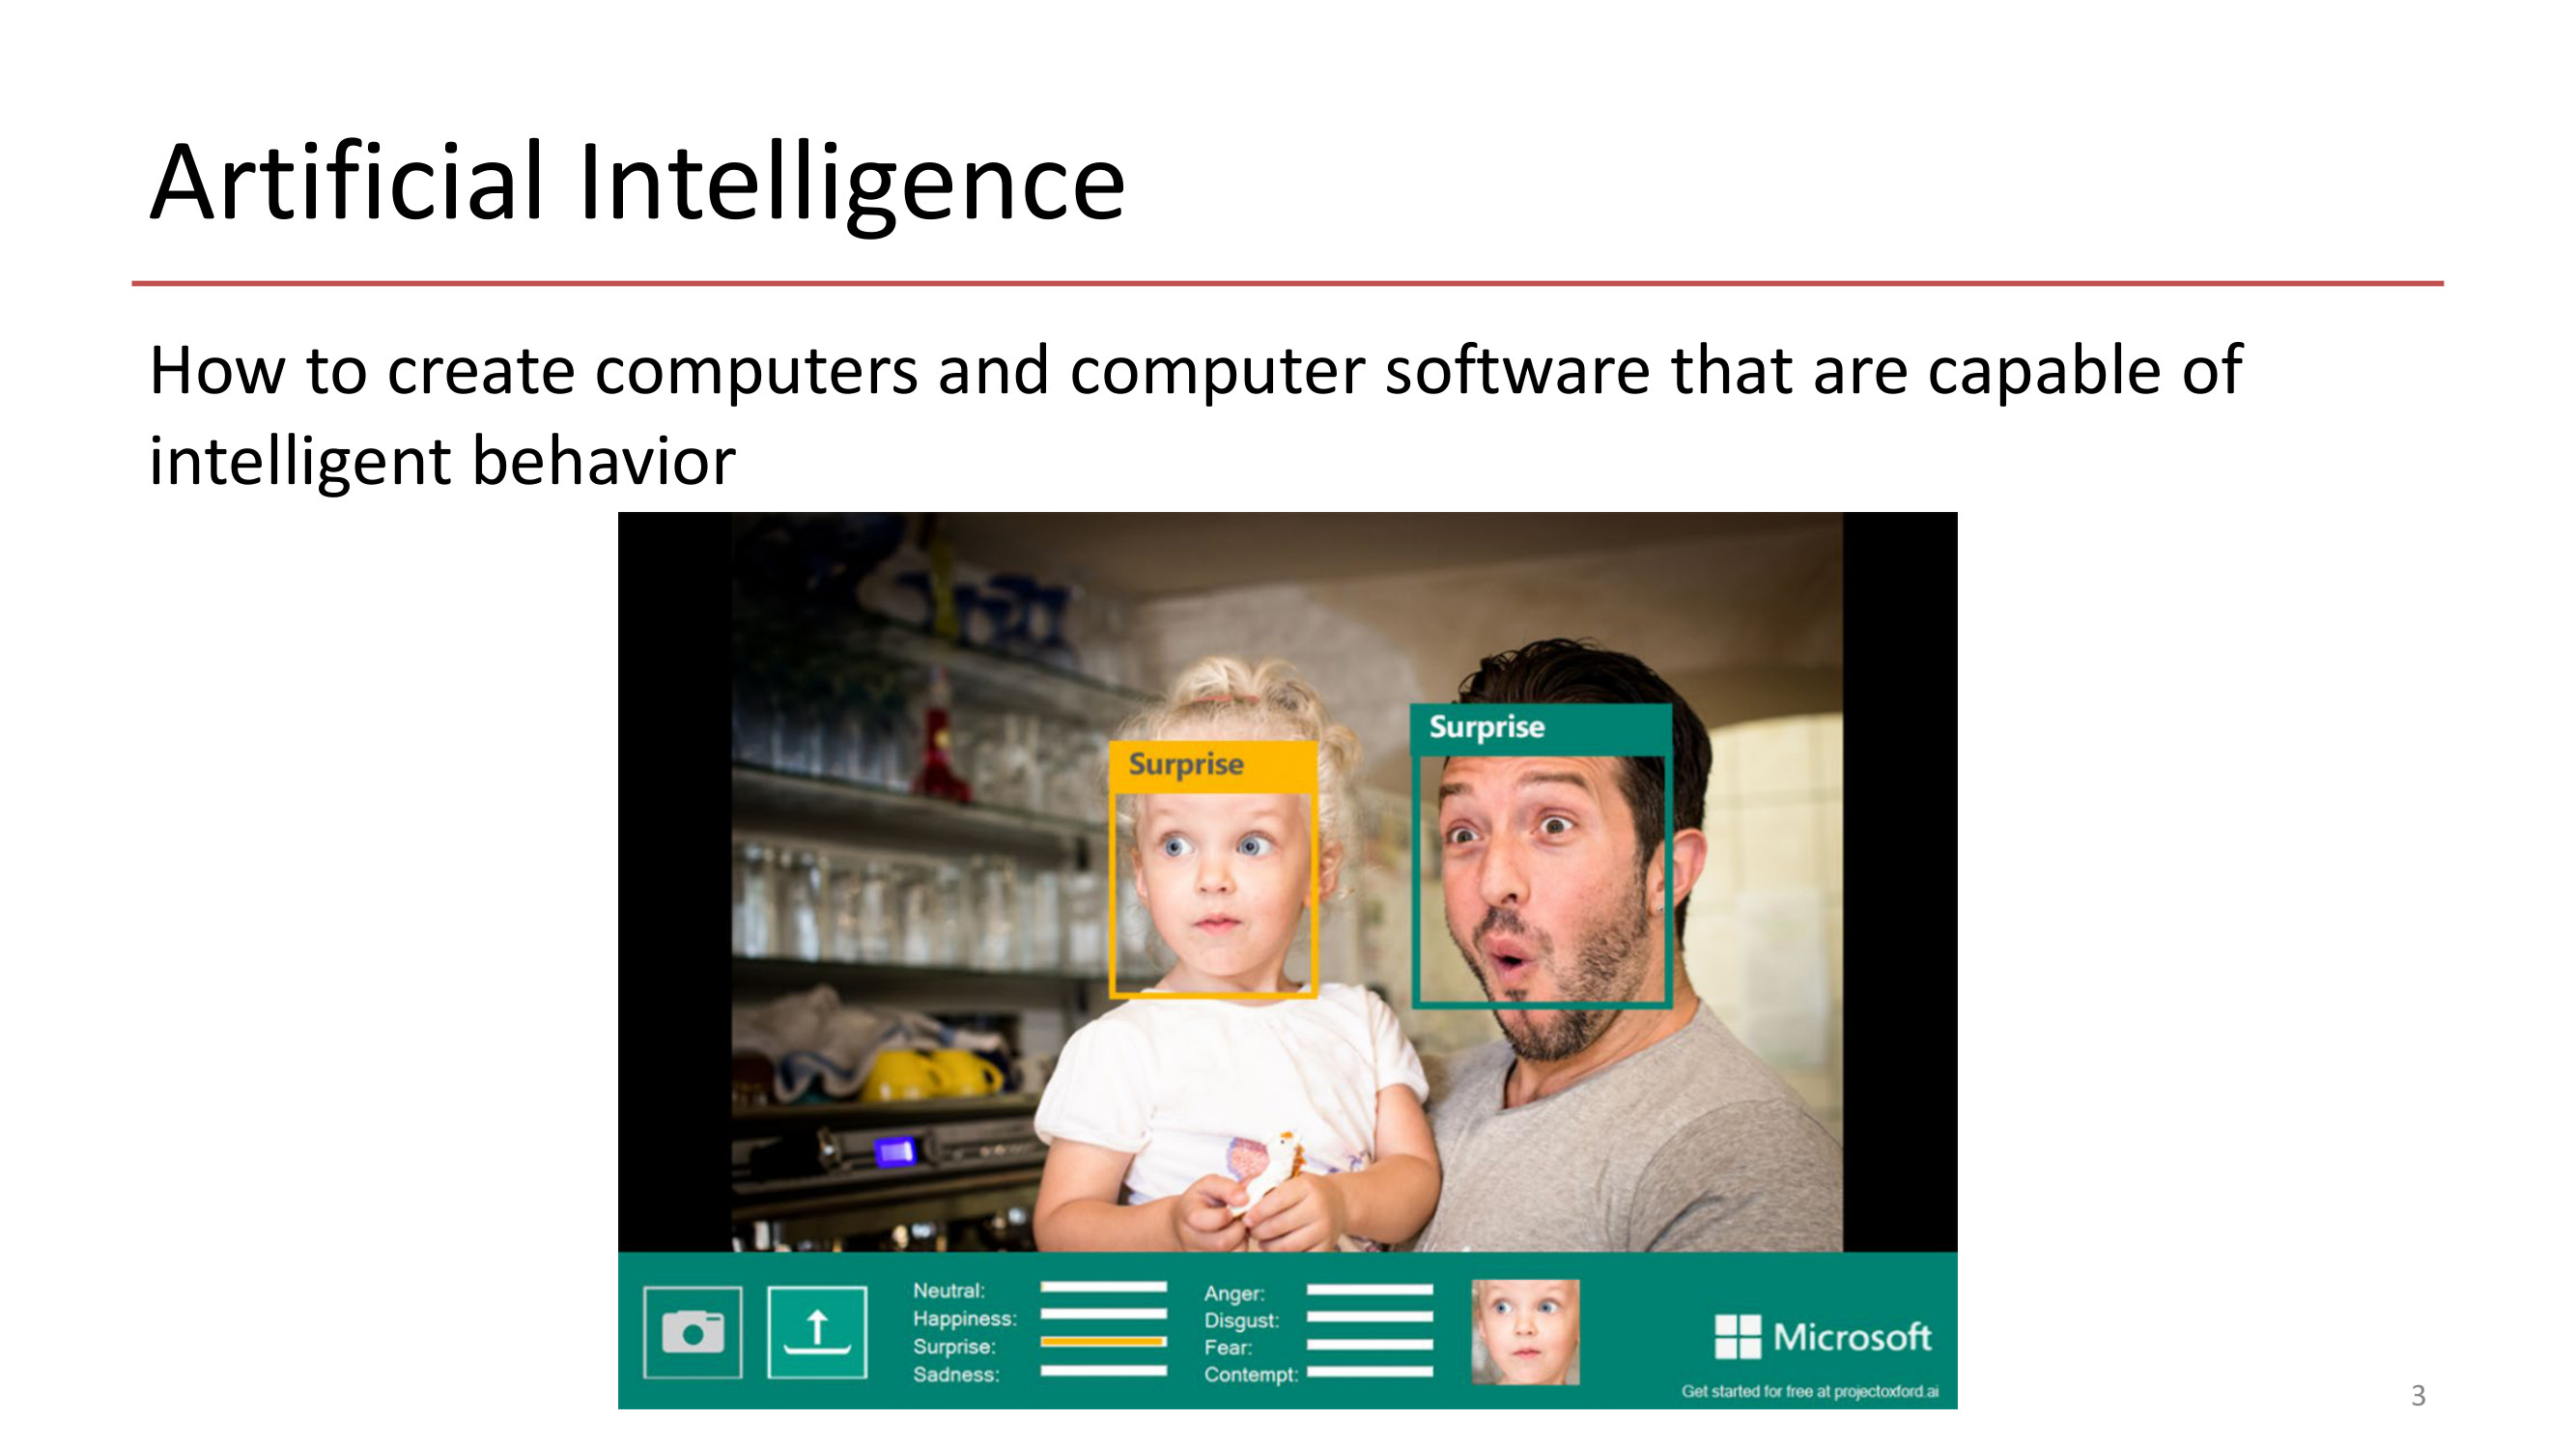 Artificial Intelligence
How to create computers and computer software that are capable of
intelligent behavior
Surprise
Surprise
Neutral:
Happiness:
Surprise:
Sadness:
Anger:
Disgust:
Fear:
Contempt:
Microsoft
Get started for free at projectoxford.ai
3